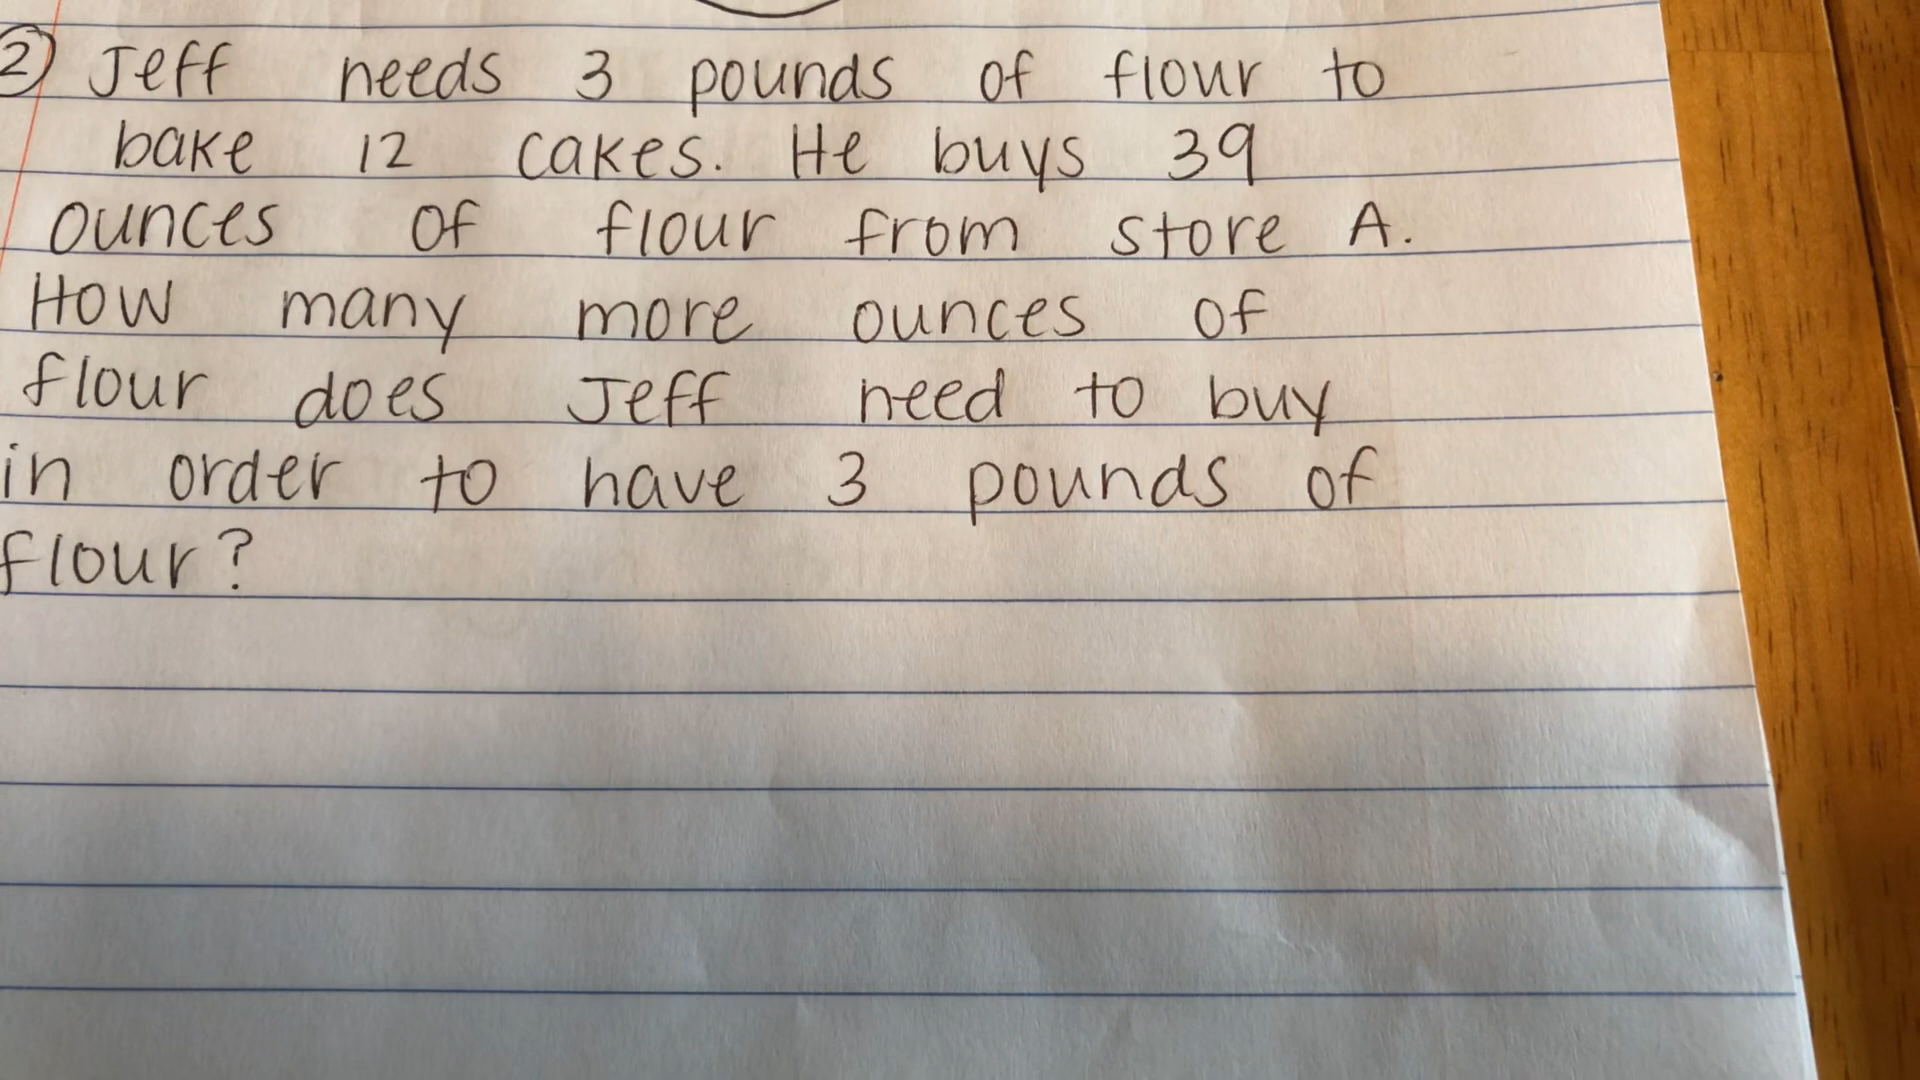 ② Jeff needs 3 pounds of flour to
bake 12 cakes. He buys 39
ounces of flour from store A.
How many more ounces of
flour does Jeff need to buy
in order to have 3 pounds of
flour?